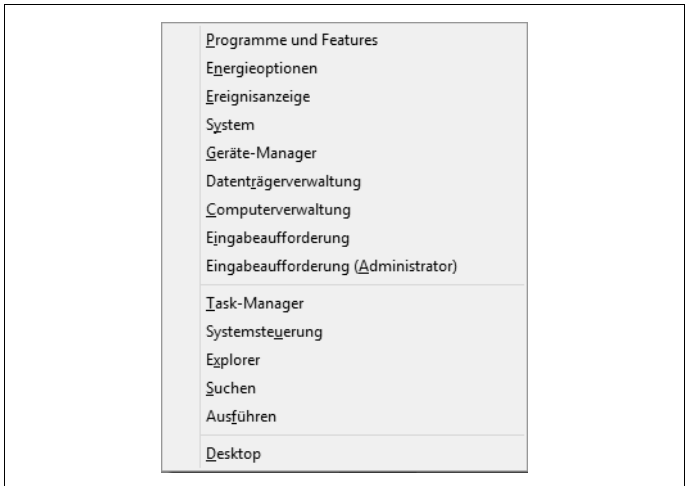 Programme und Features
Energieoptionen
Ereignisanzeige
System
Geräte-Manager
Datenträgerverwaltung
Computerverwaltung
Eingabeaufforderung
Eingabeaufforderung (Administrator)
Task-Manager
Systemsteuerung
Explorer
Suchen
Ausführen
Desktop